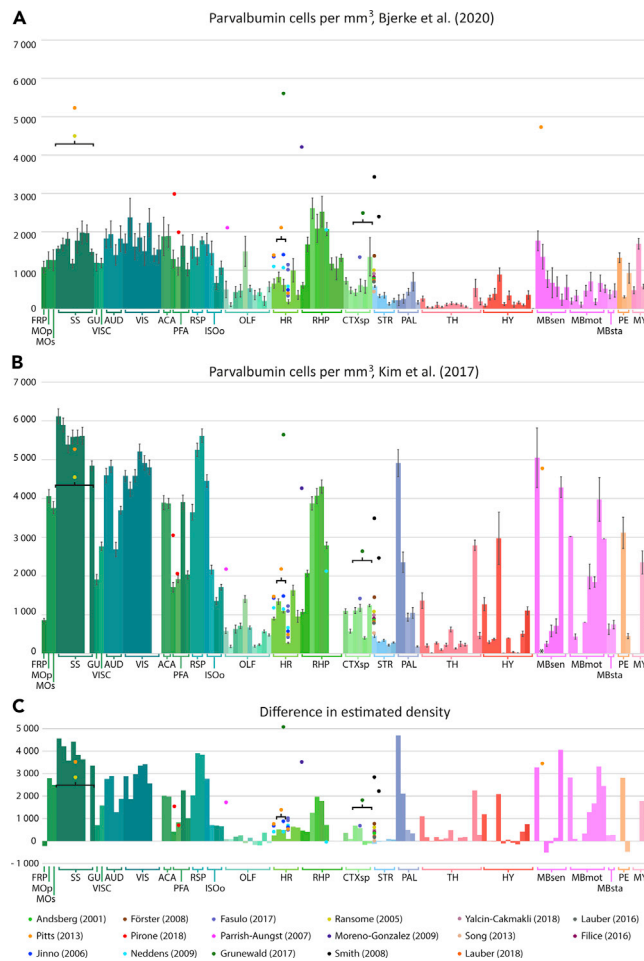 A
Parvalbumin cells per mm³, Bjerke et al. (2020)
7 000
6 000
5 000
4 000
3 000
2 000
1 000
0
FRP SS GU AUD VIS ACA RSP ISOo OLF HR RHP CTXsp STR PAL TH HY MBsen MBmot PE MY
MOp VISC PFA MBsta
MOs
B
Parvalbumin cells per mm³, Kim et al. (2017)
7 000
6 000
5 000
4 000
3 000
2 000
1 000
0
FRP SS GU AUD VIS ACA RSP ISOo OLF HR RHP CTXsp STR PAL TH HY MBsen MBmot PE MY
MOp VISC PFA MBsta
MOs
C
Difference in estimated density
5 000
4 000
3 000
2 000
1 000
0
- 1 000
FRP SS GU AUD VIS ACA RSP ISOo OLF HR RHP CTXsp STR PAL TH HY MBsen MBmot PE MY
MOp VISC PFA MBsta
MOs
Andsberg (2001) Förster (2008) Fasulo (2017) Ransome (2005) Yalcin-Cakmakli (2018) Lauber (2016)
Pitts (2013) Pirone (2018) Parrish-Aungst (2007) Moreno-Gonzalez (2009) Song (2013) Filice (2016)
Jinno (2006) Neddens (2009) Grunewald (2017) Smith (2008) Lauber (2018)